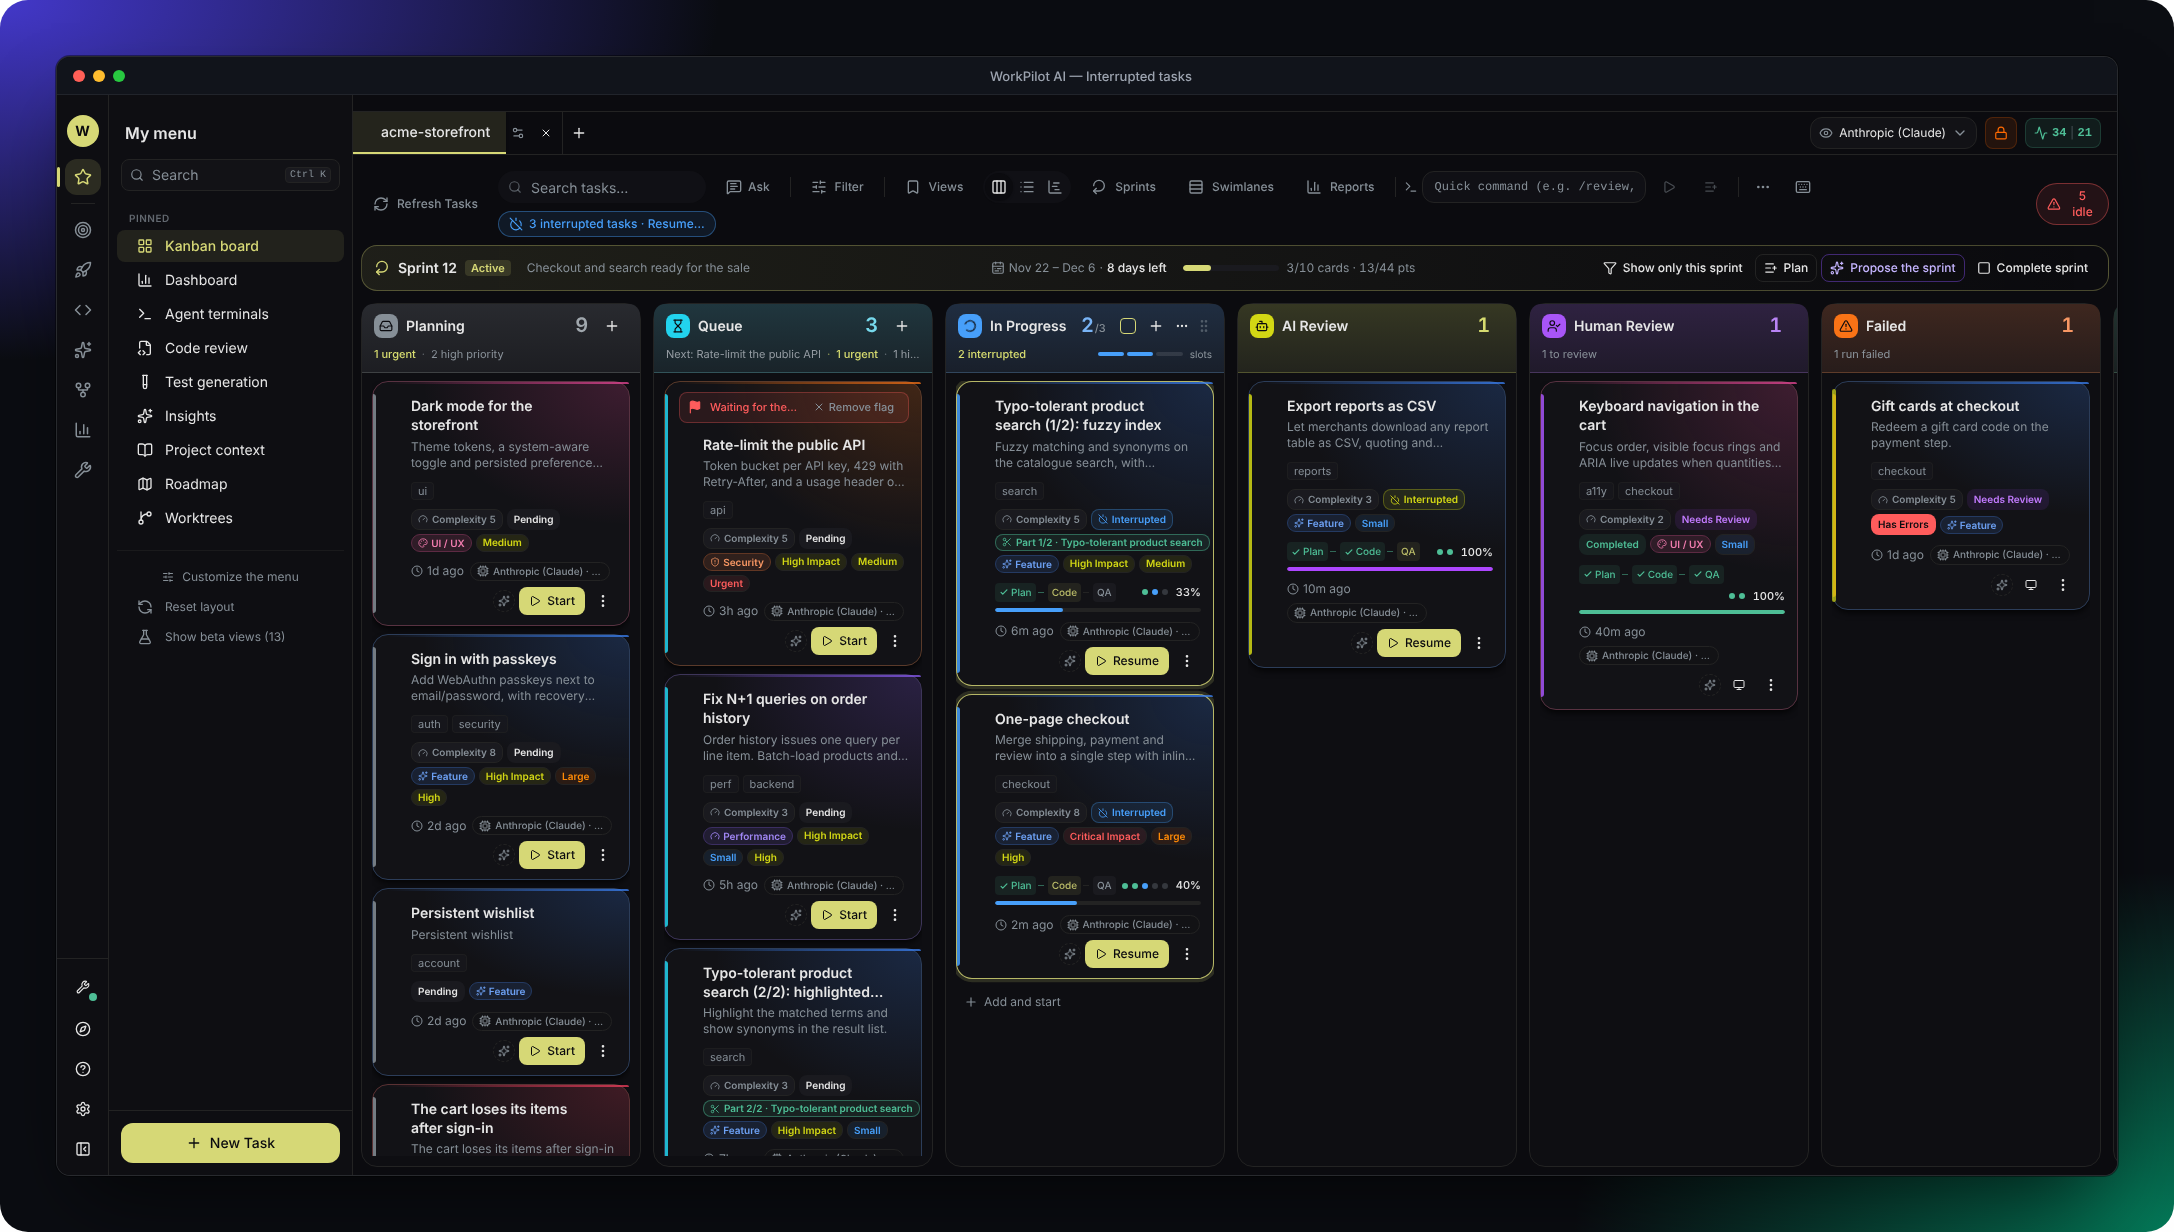 WorkPilot AI — Interrupted tasks
W
My menu
Search
Ctrl K
PINNED
Kanban board
Dashboard
Agent terminals
Code review
Test generation
Insights
Project context
Roadmap
Worktrees
Customize the menu
Reset layout
Show beta views (13)
New Task
acme-storefront
Anthropic (Claude)
34 | 21
Refresh Tasks
Search tasks...
Ask
Filter
Views
Sprints
Swimlanes
Reports
Quick command (e.g. /review,
3 interrupted tasks · Resume...
5 idle
Sprint 12
Active
Checkout and search ready for the sale
Nov 22 – Dec 6 · 8 days left
3/10 cards · 13/44 pts
Show only this sprint
Plan
Propose the sprint
Complete sprint
Planning 9
1 urgent · 2 high priority
Dark mode for the
storefront
Theme tokens, a system-aware
toggle and persisted preference...
ui
Complexity 5 Pending
UI / UX Medium
1d ago Anthropic (Claude) · ...
Start
Sign in with passkeys
Add WebAuthn passkeys next to
email/password, with recovery...
auth security
Complexity 8 Pending
Feature High Impact Large
High
2d ago Anthropic (Claude) · ...
Start
Persistent wishlist
Persistent wishlist
account
Pending Feature
2d ago Anthropic (Claude) · ...
Start
The cart loses its items
after sign-in
The cart loses its items after sign-in
Queue 3
Next: Rate-limit the public API · 1 urgent · 1 hi...
Waiting for the... Remove flag
Rate-limit the public API
Token bucket per API key, 429 with
Retry-After, and a usage header o...
api
Complexity 5 Pending
Security High Impact Medium
Urgent
3h ago Anthropic (Claude) · ...
Start
Fix N+1 queries on order
history
Order history issues one query per
line item. Batch-load products and...
perf backend
Complexity 3 Pending
Performance High Impact
Small High
5h ago Anthropic (Claude) · ...
Start
Typo-tolerant product
search (2/2): highlighted...
Highlight the matched terms and
show synonyms in the result list.
search
Complexity 3 Pending
Part 2/2 · Typo-tolerant product search
Feature High Impact Small
In Progress 2/3
2 interrupted
slots
Typo-tolerant product
search (1/2): fuzzy index
Fuzzy matching and synonyms on
the catalogue search, with...
search
Complexity 5 Interrupted
Part 1/2 · Typo-tolerant product search
Feature High Impact Medium
Plan – Code – QA 33%
6m ago Anthropic (Claude) · ...
Resume
One-page checkout
Merge shipping, payment and
review into a single step with inlin...
checkout
Complexity 8 Interrupted
Feature Critical Impact Large
High
Plan – Code – QA 40%
2m ago Anthropic (Claude) · ...
Resume
Add and start
AI Review 1
Export reports as CSV
Let merchants download any report
table as CSV, quoting and...
reports
Complexity 3 Interrupted
Feature Small
Plan – Code – QA 100%
10m ago
Anthropic (Claude) · ...
Resume
Human Review 1
1 to review
Keyboard navigation in the
cart
Focus order, visible focus rings and
ARIA live updates when quantities...
a11y checkout
Complexity 2 Needs Review
Completed UI / UX Small
Plan – Code – QA
100%
40m ago
Anthropic (Claude) · ...
Failed 1
1 run failed
Gift cards at checkout
Redeem a gift card code on the
payment step.
checkout
Complexity 5 Needs Review
Has Errors Feature
1d ago Anthropic (Claude) · ...